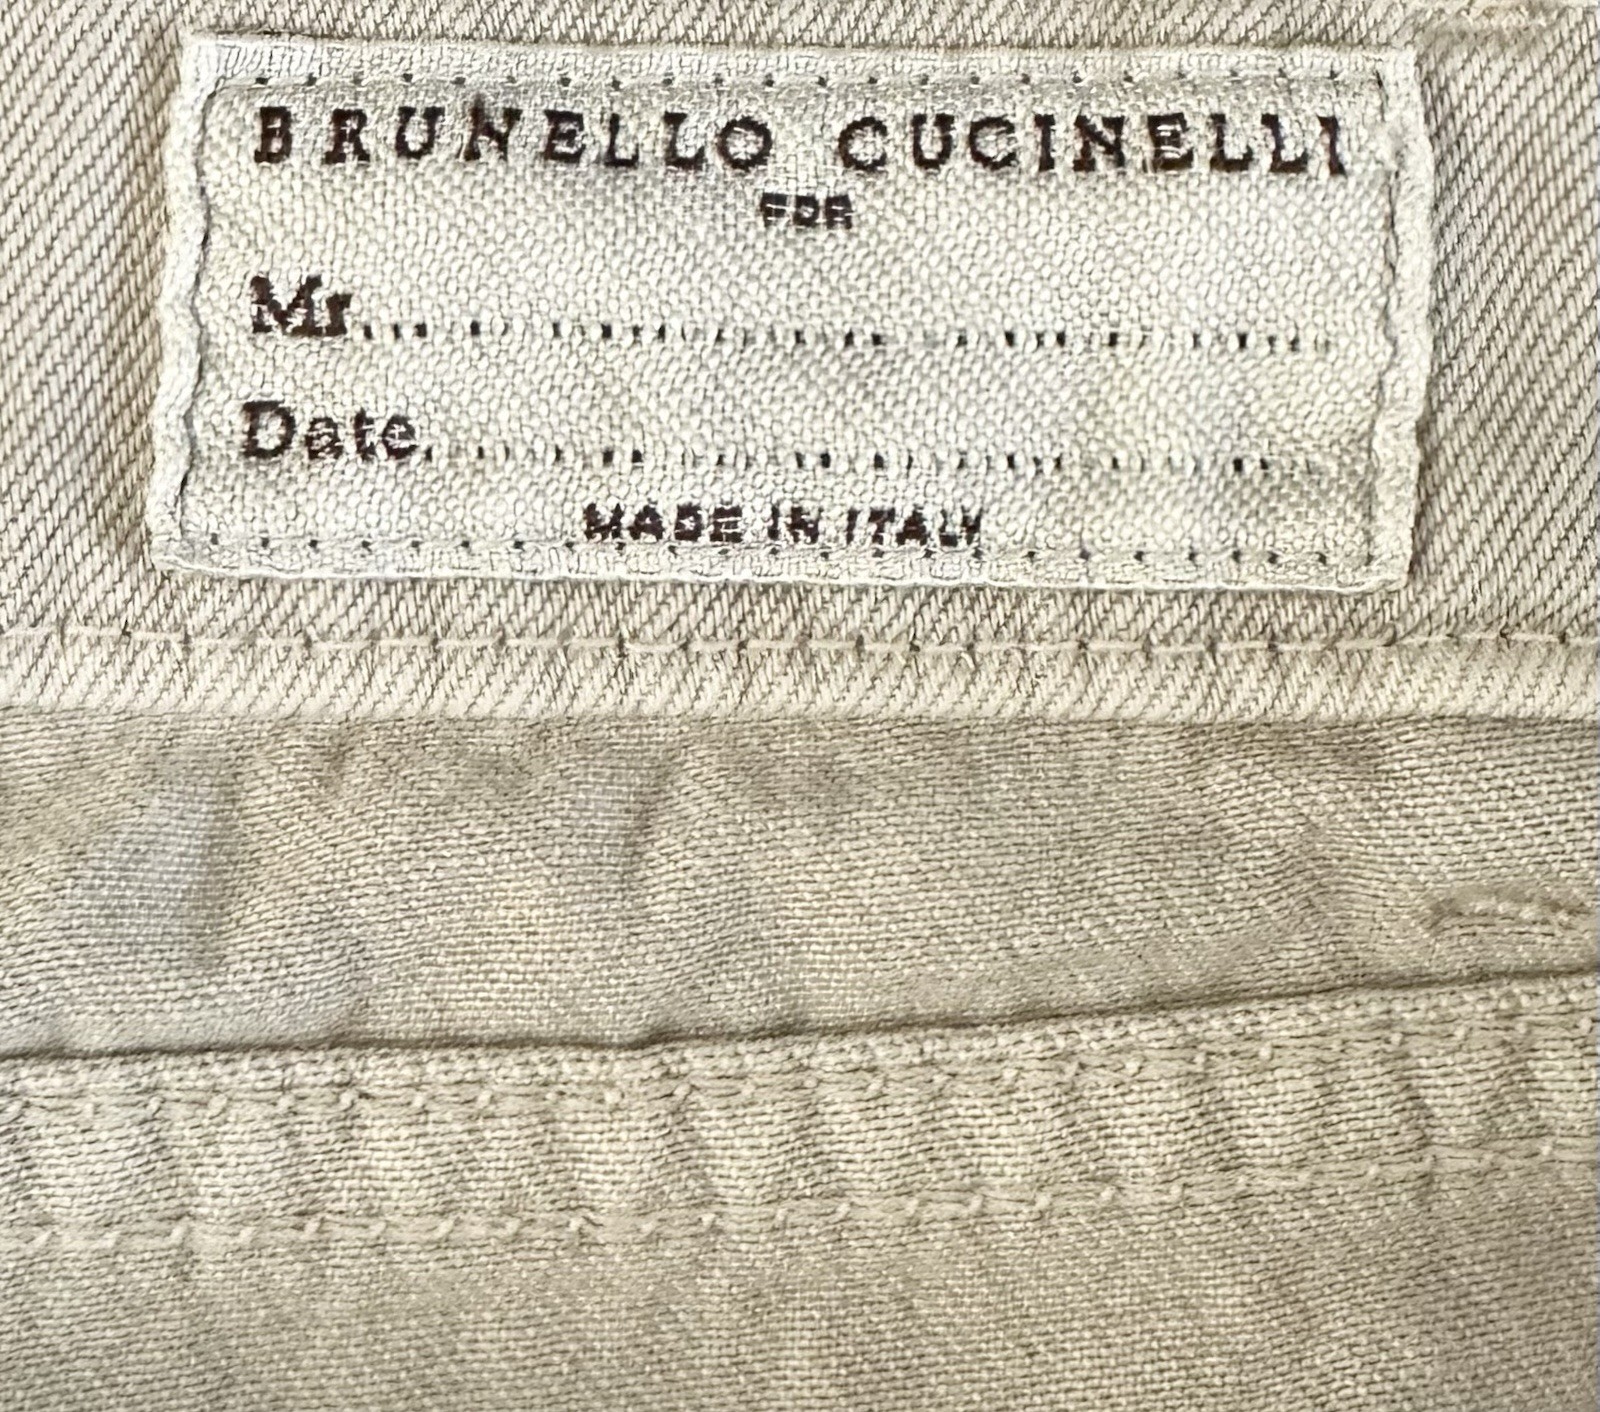 BRUNELLO CUCINELLI
FOR
Mr....................................
Date....................................
MADE IN ITALY